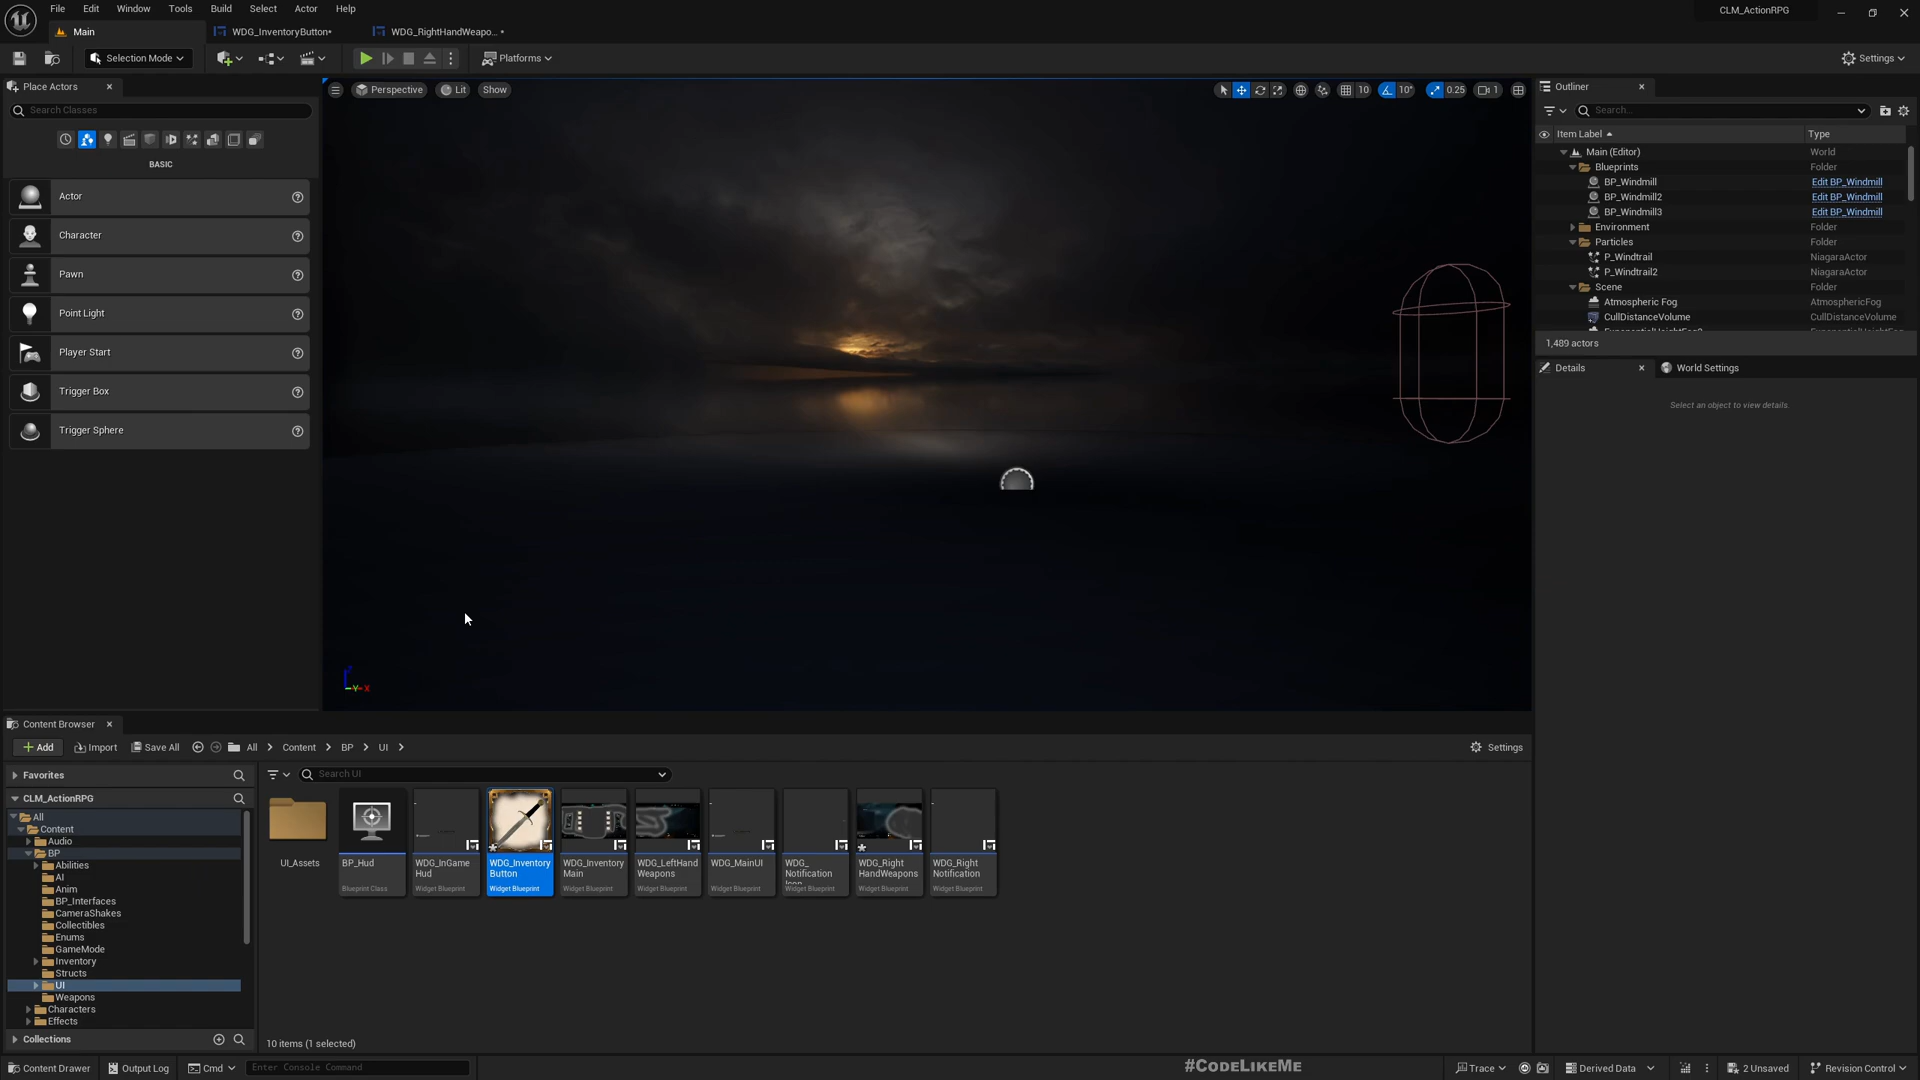 File Edit Window Tools Build Select Actor Help
CLM_ActionRPG
Main
WDG_InventoryButton•
WDG_RightHandWeapo... •
Selection Mode
Platforms
Settings
Place Actors
Search Classes
BASIC
Actor
Character
Pawn
Point Light
Player Start
Trigger Box
Trigger Sphere
Perspective
Lit
Show
10
10°
0.25
1
Outliner
Search...
Item Label
Type
Main (Editor) World
Blueprints Folder
BP_Windmill Edit BP_Windmill
BP_Windmill2 Edit BP_Windmill
BP_Windmill3 Edit BP_Windmill
Environment Folder
Particles Folder
P_Windtrail NiagaraActor
P_Windtrail2 NiagaraActor
Scene Folder
Atmospheric Fog AtmosphericFog
CullDistanceVolume CullDistanceVolume
1,489 actors
Details
World Settings
Select an object to view details.
Content Browser
Add
Import
Save All
All > Content > BP > UI >
Settings
Favorites
CLM_ActionRPG
All
Content
Audio
BP
Abilities
AI
Anim
BP_Interfaces
CameraShakes
Collectibles
Enums
GameMode
Inventory
Structs
UI
Weapons
Characters
Effects
Collections
Search UI
UI_Assets
BP_Hud
Blueprint Class
WDG_InGame
Hud
Widget Blueprint
WDG_Inventory
Button
Widget Blueprint
WDG_Inventory
Main
Widget Blueprint
WDG_LeftHand
Weapons
Widget Blueprint
WDG_MainUI
Widget Blueprint
WDG_
Notification
Widget Blueprint
WDG_Right
HandWeapons
Widget Blueprint
WDG_Right
Notification
Widget Blueprint
10 items (1 selected)
Content Drawer
Output Log
Cmd
Enter Console Command
#CODELIKEME
Trace
Derived Data
2 Unsaved
Revision Control